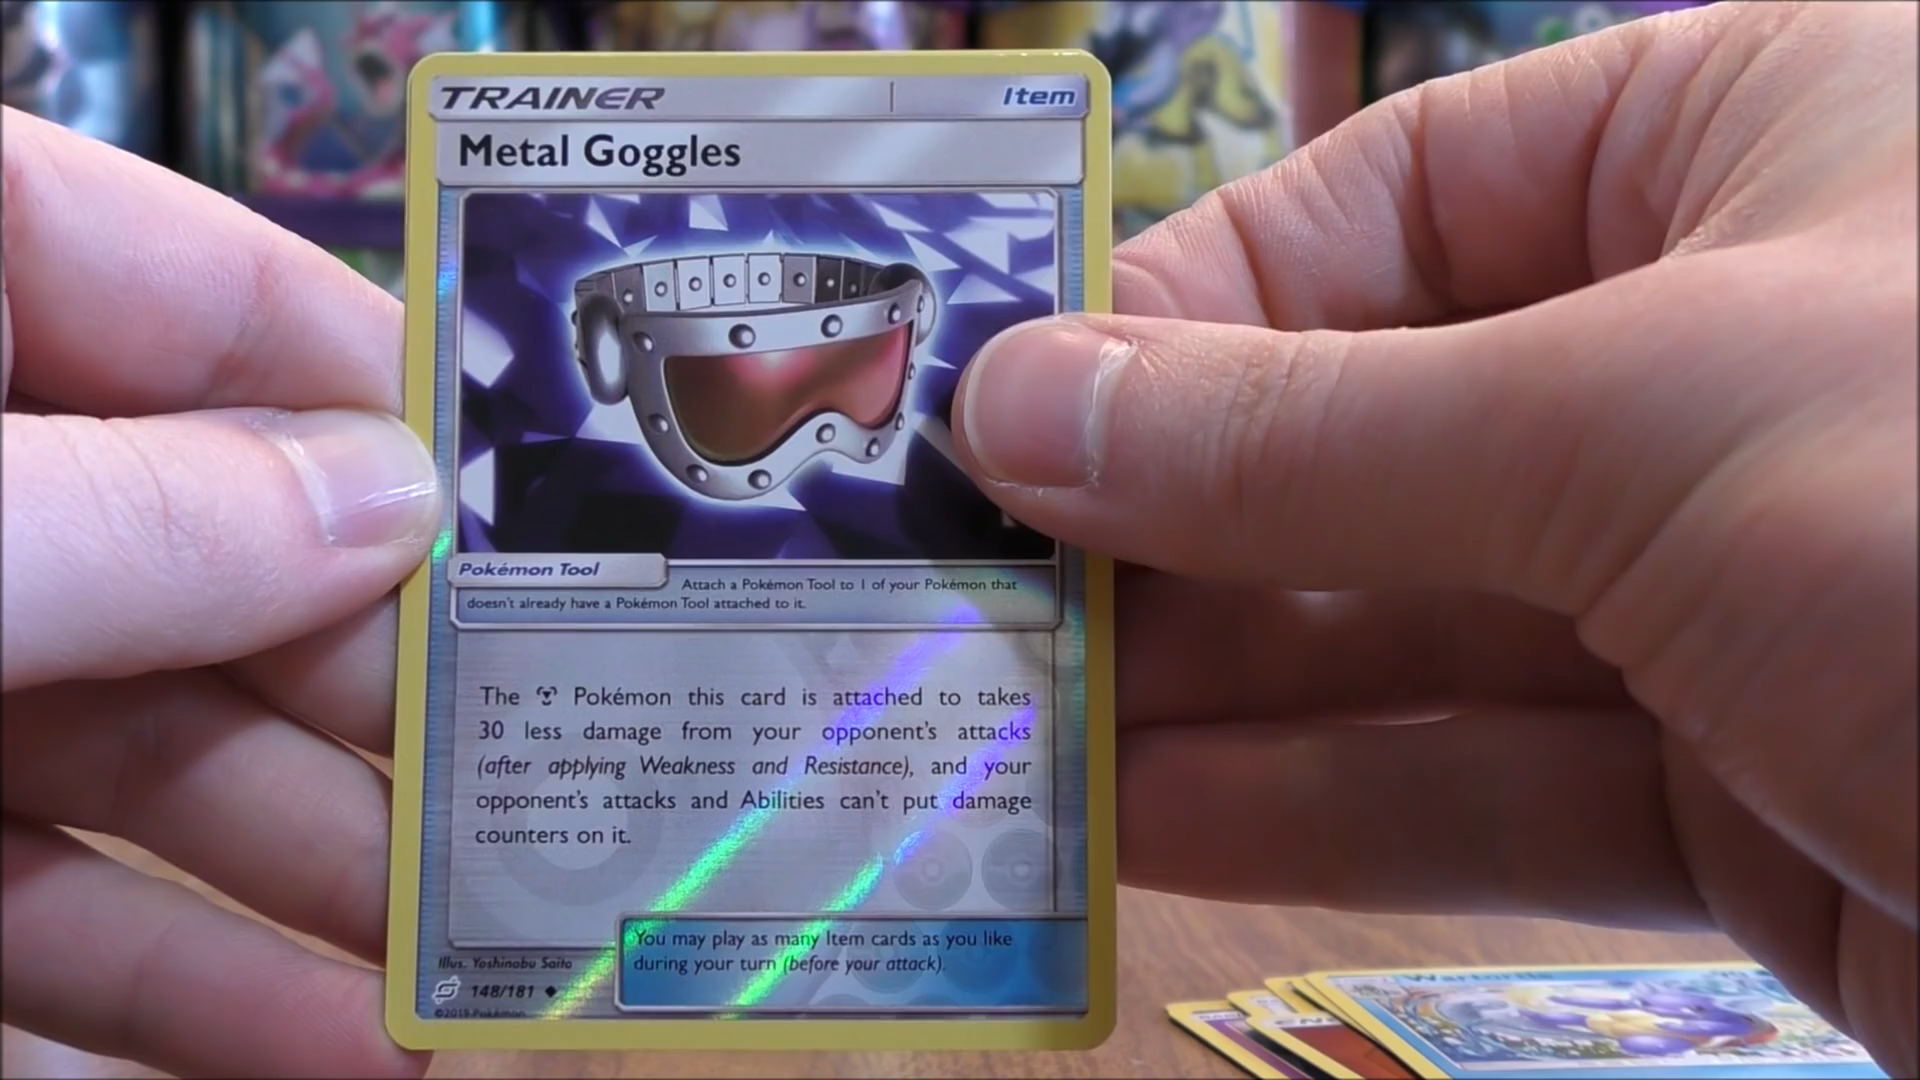 TRAINER
Item
Metal Goggles
Pokémon Tool
Attach a Pokémon Tool to 1 of your Pokémon that
doesn't already have a Pokémon Tool attached to it.
The Pokémon this card is attached to takes
30 less damage from your opponent's attacks
(after applying Weakness and Resistance), and your
opponent's attacks and Abilities can't put damage
counters on it.
You may play as many Item cards as you like
during your turn (before your attack).
Illus. Yoshinobu Saito
148/181
©2019 Pokémon
Wartortle